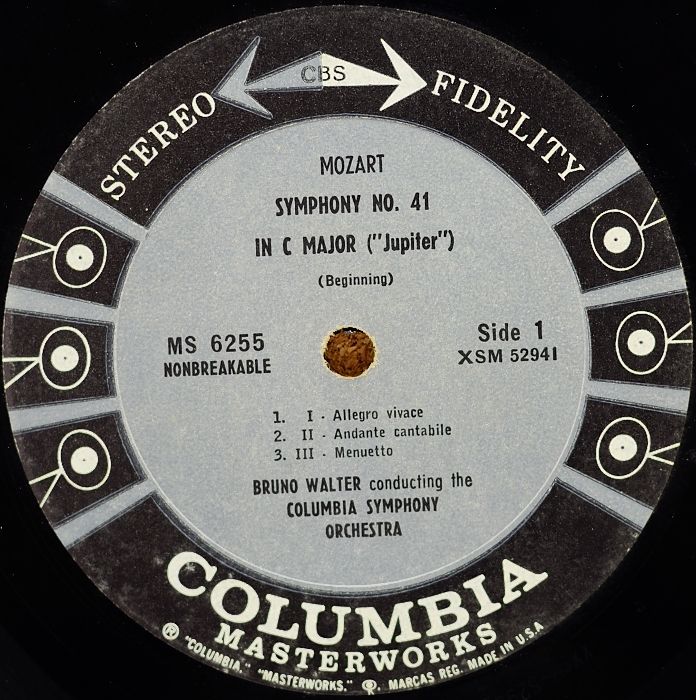 STEREO CBS FIDELITY
MOZART
SYMPHONY NO. 41
IN C MAJOR ("Jupiter")
(Beginning)
MS 6255
NONBREAKABLE
Side 1
XSM 52941
1. I - Allegro vivace
2. II - Andante cantabile
3. III - Menuetto
BRUNO WALTER conducting the
COLUMBIA SYMPHONY
ORCHESTRA
COLUMBIA
MASTERWORKS
® "COLUMBIA," "MASTERWORKS," Ⓡ. MARCAS REG. MADE IN U.S.A